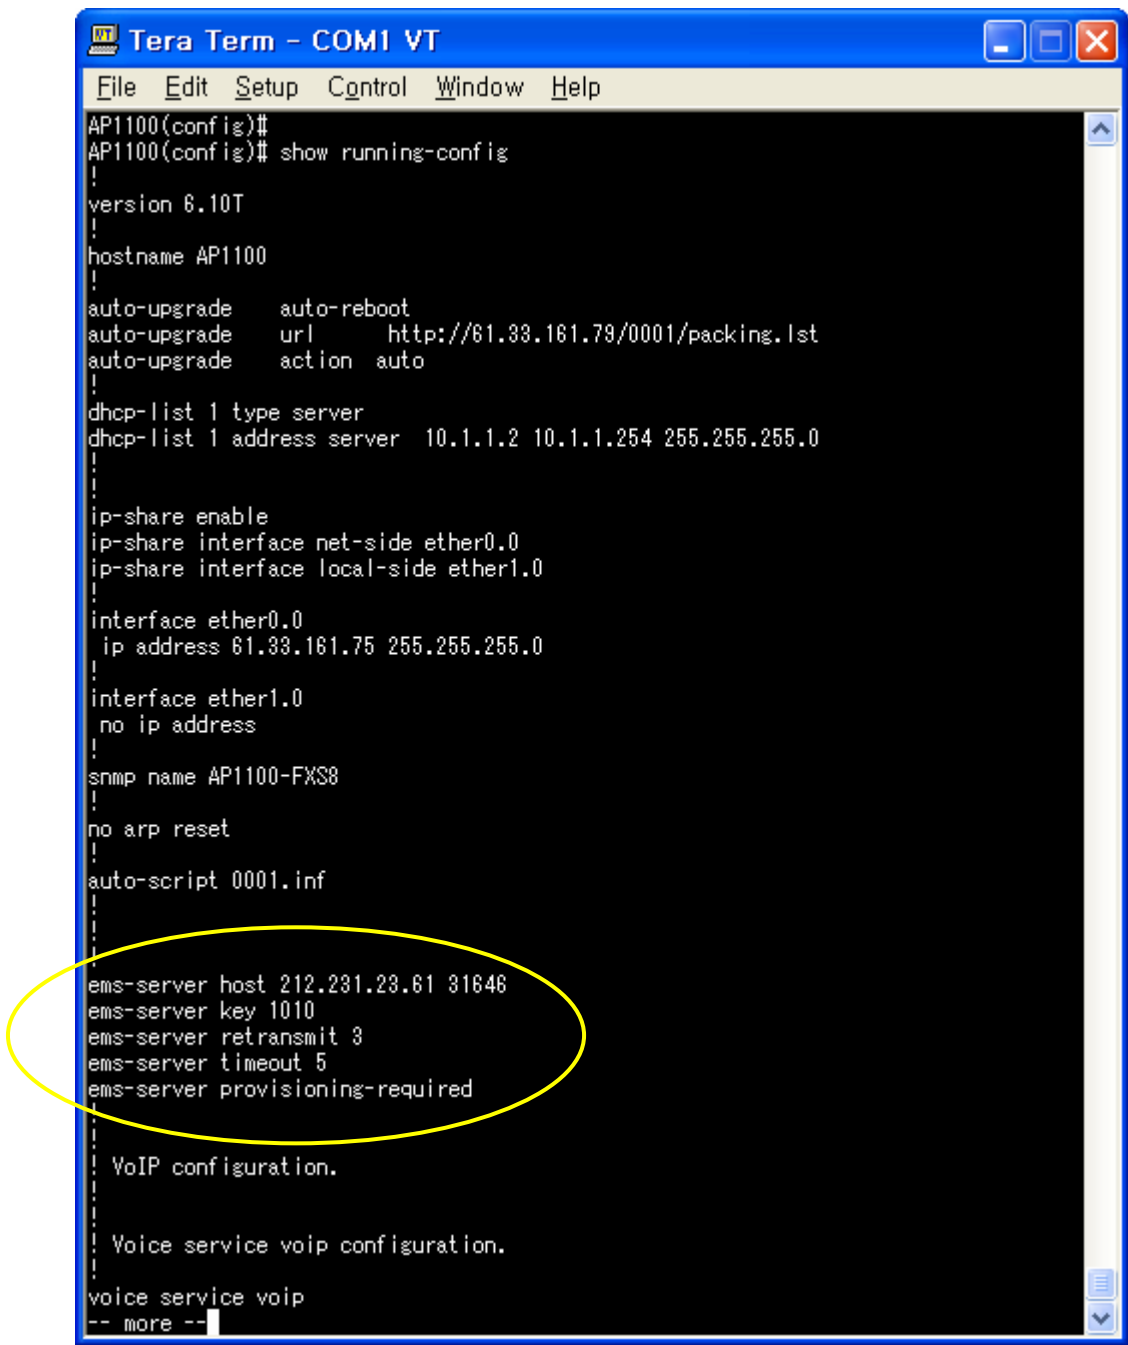 Tera Term - COM1 VT
File Edit Setup Control Window Help
AP1100(config)#
AP1100(config)# show running-config
!
version 6.10T
!
hostname AP1100
!
auto-upgrade auto-reboot
auto-upgrade url http://61.33.161.79/0001/packing.lst
auto-upgrade action auto
!
dhcp-list 1 type server
dhcp-list 1 address server 10.1.1.2 10.1.1.254 255.255.255.0
!
!
ip-share enable
ip-share interface net-side ether0.0
ip-share interface local-side ether1.0
!
interface ether0.0
ip address 61.33.161.75 255.255.255.0
!
interface ether1.0
no ip address
!
snmp name AP1100-FXS8
!
no arp reset
!
auto-script 0001.inf
!
!
!
ems-server host 212.231.23.61 31646
ems-server key 1010
ems-server retransmit 3
ems-server timeout 5
ems-server provisioning-required
!
!
! VoIP configuration.
!
!
! Voice service voip configuration.
!
voice service voip
-- more --